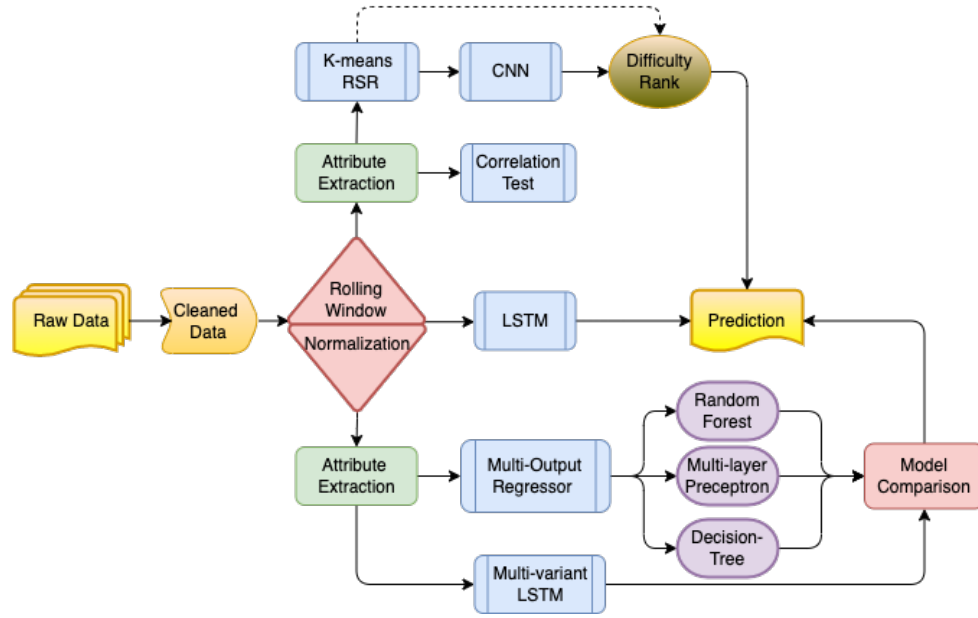 K-means
RSR
CNN
Difficulty
Rank
Attribute
Extraction
Correlation
Test
Raw Data
Cleaned
Data
Rolling
Window
Normalization
LSTM
Prediction
Attribute
Extraction
Multi-Output
Regressor
Random
Forest
Multi-layer
Preceptron
Decision-
Tree
Model
Comparison
Multi-variant
LSTM